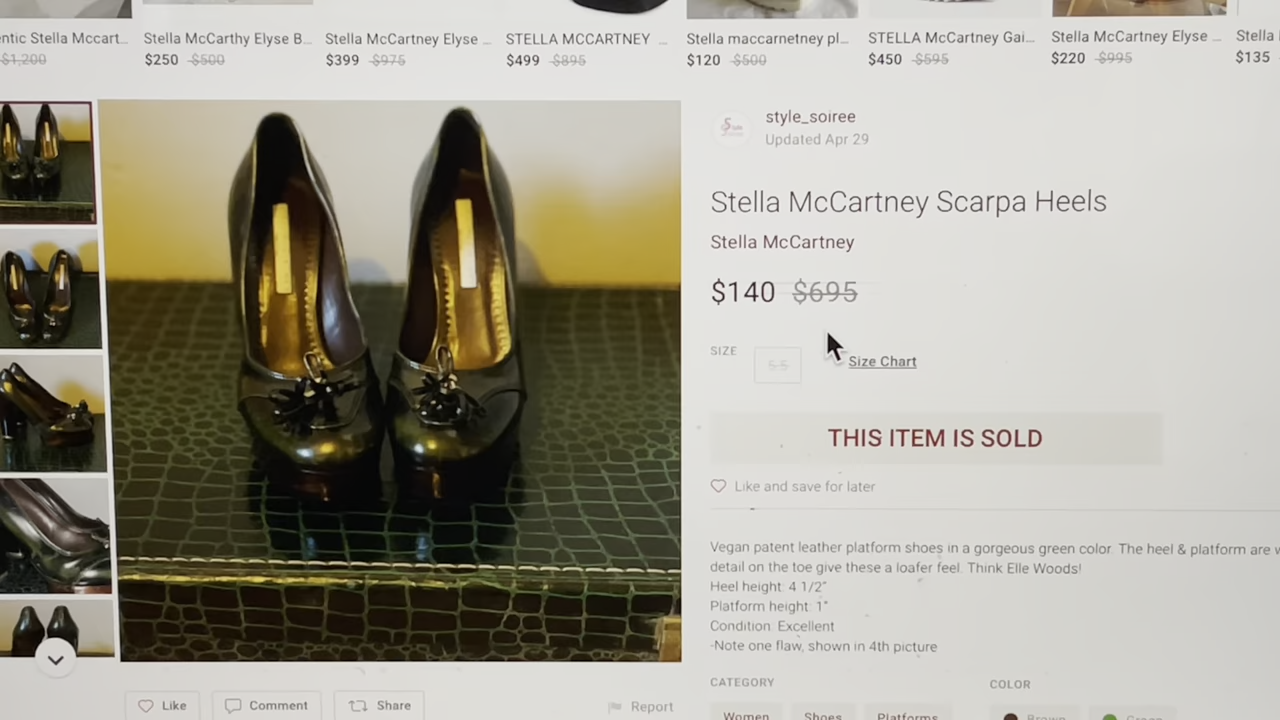 ntic Stella Mccart...
Stella McCarthy Elyse B...
Stella McCartney Elyse ...
STELLA MCCARTNEY ...
Stella maccarnetney pl...
STELLA McCartney Gai...
Stella McCartney Elyse ...
Stella
$1,200
$250 $500
$399 $975
$499 $895
$120 $500
$450 $595
$220 $995
$135
style_soiree
Updated Apr 29
Stella McCartney Scarpa Heels
Stella McCartney
$140 $695
SIZE
5.5
Size Chart
THIS ITEM IS SOLD
Like and save for later
Vegan patent leather platform shoes in a gorgeous green color. The heel & platform are w
detail on the toe give these a loafer feel. Think Elle Woods!
Heel height: 4 1/2"
Platform height: 1"
Condition: Excellent
-Note one flaw, shown in 4th picture
CATEGORY
COLOR
Women
Shoes
Platforms
Brown
Green
Like
Comment
Share
Report